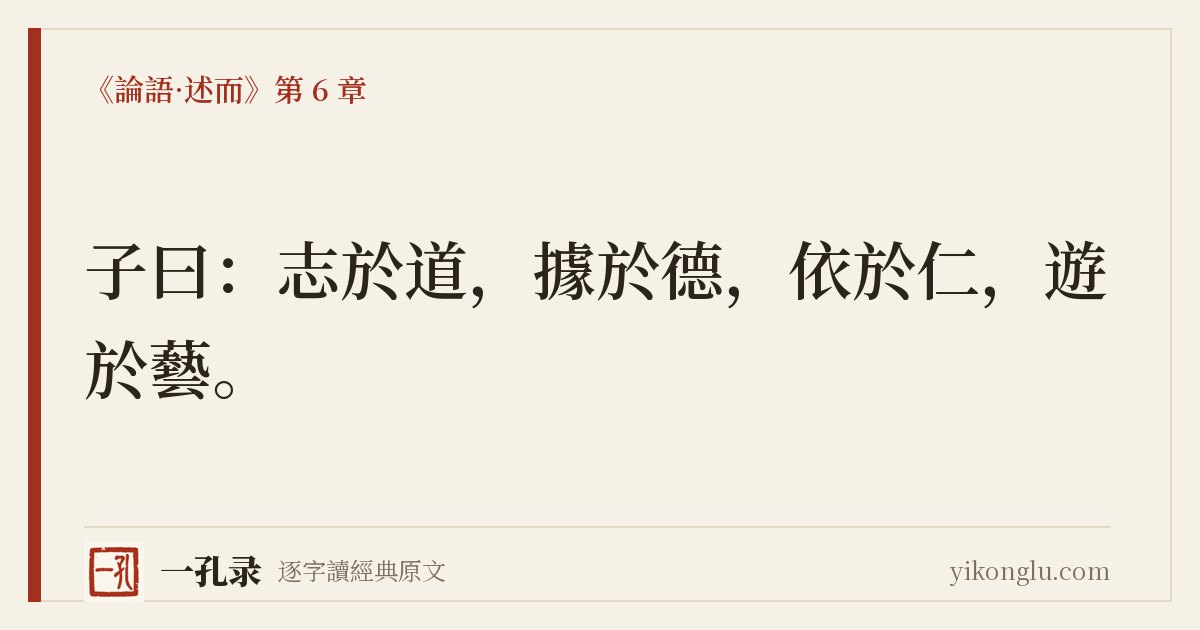 《論語·述而》第 6 章
子曰：志於道，據於德，依於仁，遊
於藝。
一孔
一孔录 逐字讀經典原文 yikonglu.com